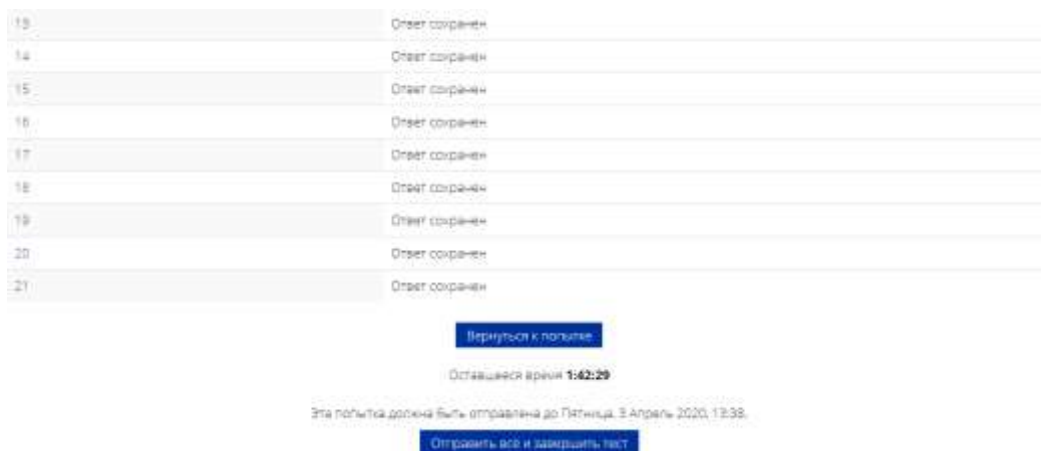 13 Ответ сохранен
14 Ответ сохранен
15 Ответ сохранен
16 Ответ сохранен
17 Ответ сохранен
18 Ответ сохранен
19 Ответ сохранен
20 Ответ сохранен
21 Ответ сохранен
Вернуться к попытке
Оставшееся время 1:42:29
Эта попытка должна быть отправлена до Пятница, 3 Апрель 2020, 13:38.
Отправить всё и завершить тест